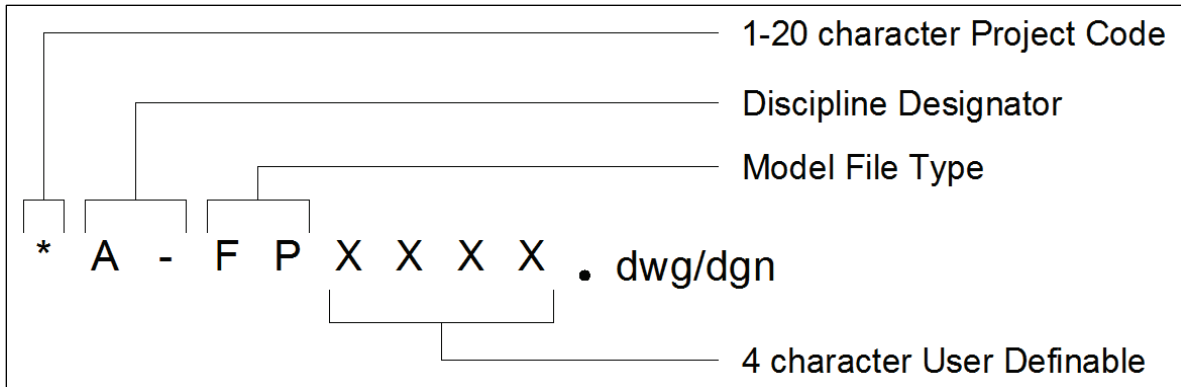 1-20 character Project Code
Discipline Designator
Model File Type
* A - F P X X X X . dwg/dgn
4 character User Definable